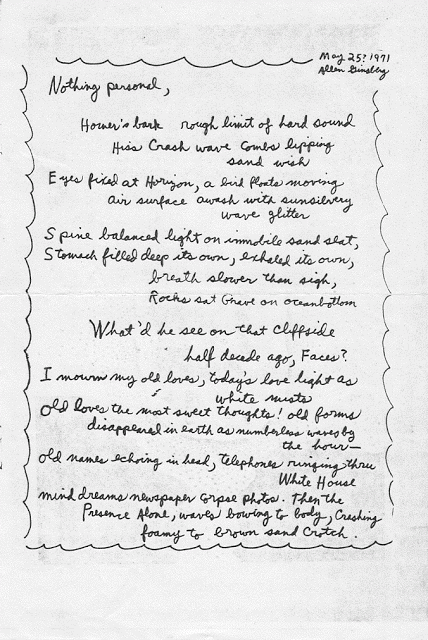 May 25? 1971
Allen Ginsberg
Nothing personal,
Homer's bark rough limit of hard sound
Hiss Crash wave Combs lipping
sand wish
Eyes fixed at Horizon, a bird floats moving
air surface awash with sunsilvery
wave glitter
Spine balanced light on immobile sand seat,
Stomach filled deep its own, exhaled its own,
breath slower than sigh,
Rocks sat Grave on oceanbottom
What'd he see on that Cliffside
half decade ago, Faces?
I mourn my old loves, today's love light as
white mists
Old loves the most sweet thoughts! old forms
disappeared in earth as numberless waves by
the hour—
old names echoing in head, telephones ringing thru
White House
mind dreams newspaper Corpse photos. Then the
Presence Alone, waves bowing to body, Crashing
foamy to brown sand Crotch.